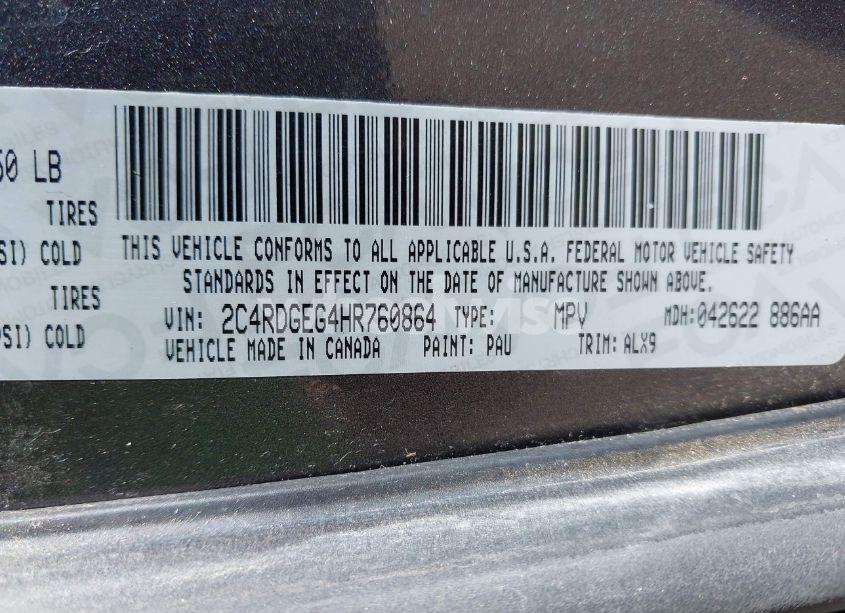 50 LB
TIRES
SI) COLD
TIRES
SI) COLD
THIS VEHICLE CONFORMS TO ALL APPLICABLE U.S.A. FEDERAL MOTOR VEHICLE SAFETY
STANDARDS IN EFFECT ON THE DATE OF MANUFACTURE SHOWN ABOVE.
VIN: 2C4RDGEG4HR760864 TYPE: MPV MDH:042622 886AA
VEHICLE MADE IN CANADA PAINT: PAU TRIM: ALX9